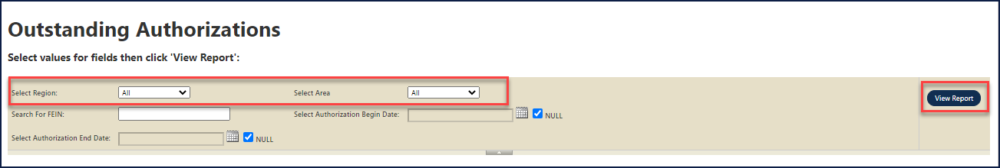 Outstanding Authorizations
Select values for fields then click 'View Report':
Select Region: All Select Area All
View Report
Search For FEIN: Select Authorization Begin Date: NULL
Select Authorization End Date: NULL